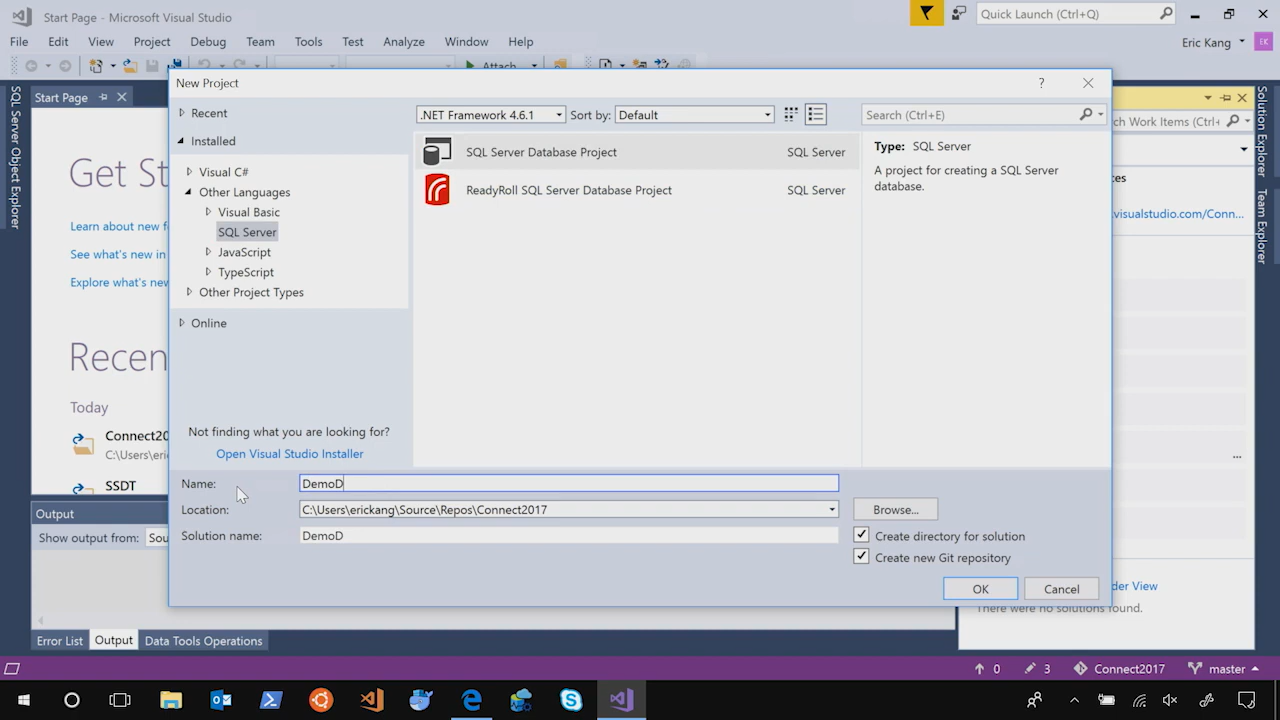 Start Page - Microsoft Visual Studio
Quick Launch (Ctrl+Q)
File Edit View Project Debug Team Tools Test Analyze Window Help
Eric Kang EK
Attach
SQL Server Object Explorer
Start Page
Get St
Learn about new f
See what's new in
Explore what's new
Recen
Today
Connect20
C:\Users\eric
SSDT
New Project ?
Recent
Installed
Visual C#
Other Languages
Visual Basic
SQL Server
JavaScript
TypeScript
Other Project Types
Online
Not finding what you are looking for?
Open Visual Studio Installer
.NET Framework 4.6.1 Sort by: Default
SQL Server Database Project SQL Server
ReadyRoll SQL Server Database Project SQL Server
Search (Ctrl+E)
Type: SQL Server
A project for creating a SQL Server
database.
Name: DemoD
Location: C:\Users\erickang\Source\Repos\Connect2017
Browse...
Solution name: DemoD
Create directory for solution
Create new Git repository
OK Cancel
ch Work Items (Ctrl+
ces
.visualstudio.com/Conn...
...
der View
There were no solutions found.
Solution Explorer
Team Explorer
Output
Show output from: Sou
Error List Output Data Tools Operations
0 3 Connect2017 master